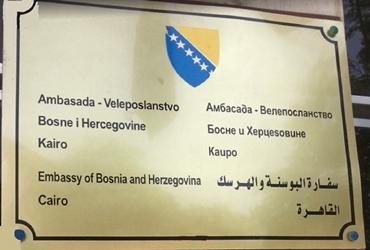 Ambasada - Veleposlanstvo
Bosne i Hercegovine
Kairo
Амбасада - Велепосланство
Босне и Херцеговине
Каиро
Embassy of Bosnia and Herzegovina
Cairo
سفارة البوسنة والهرسك
القاهرة